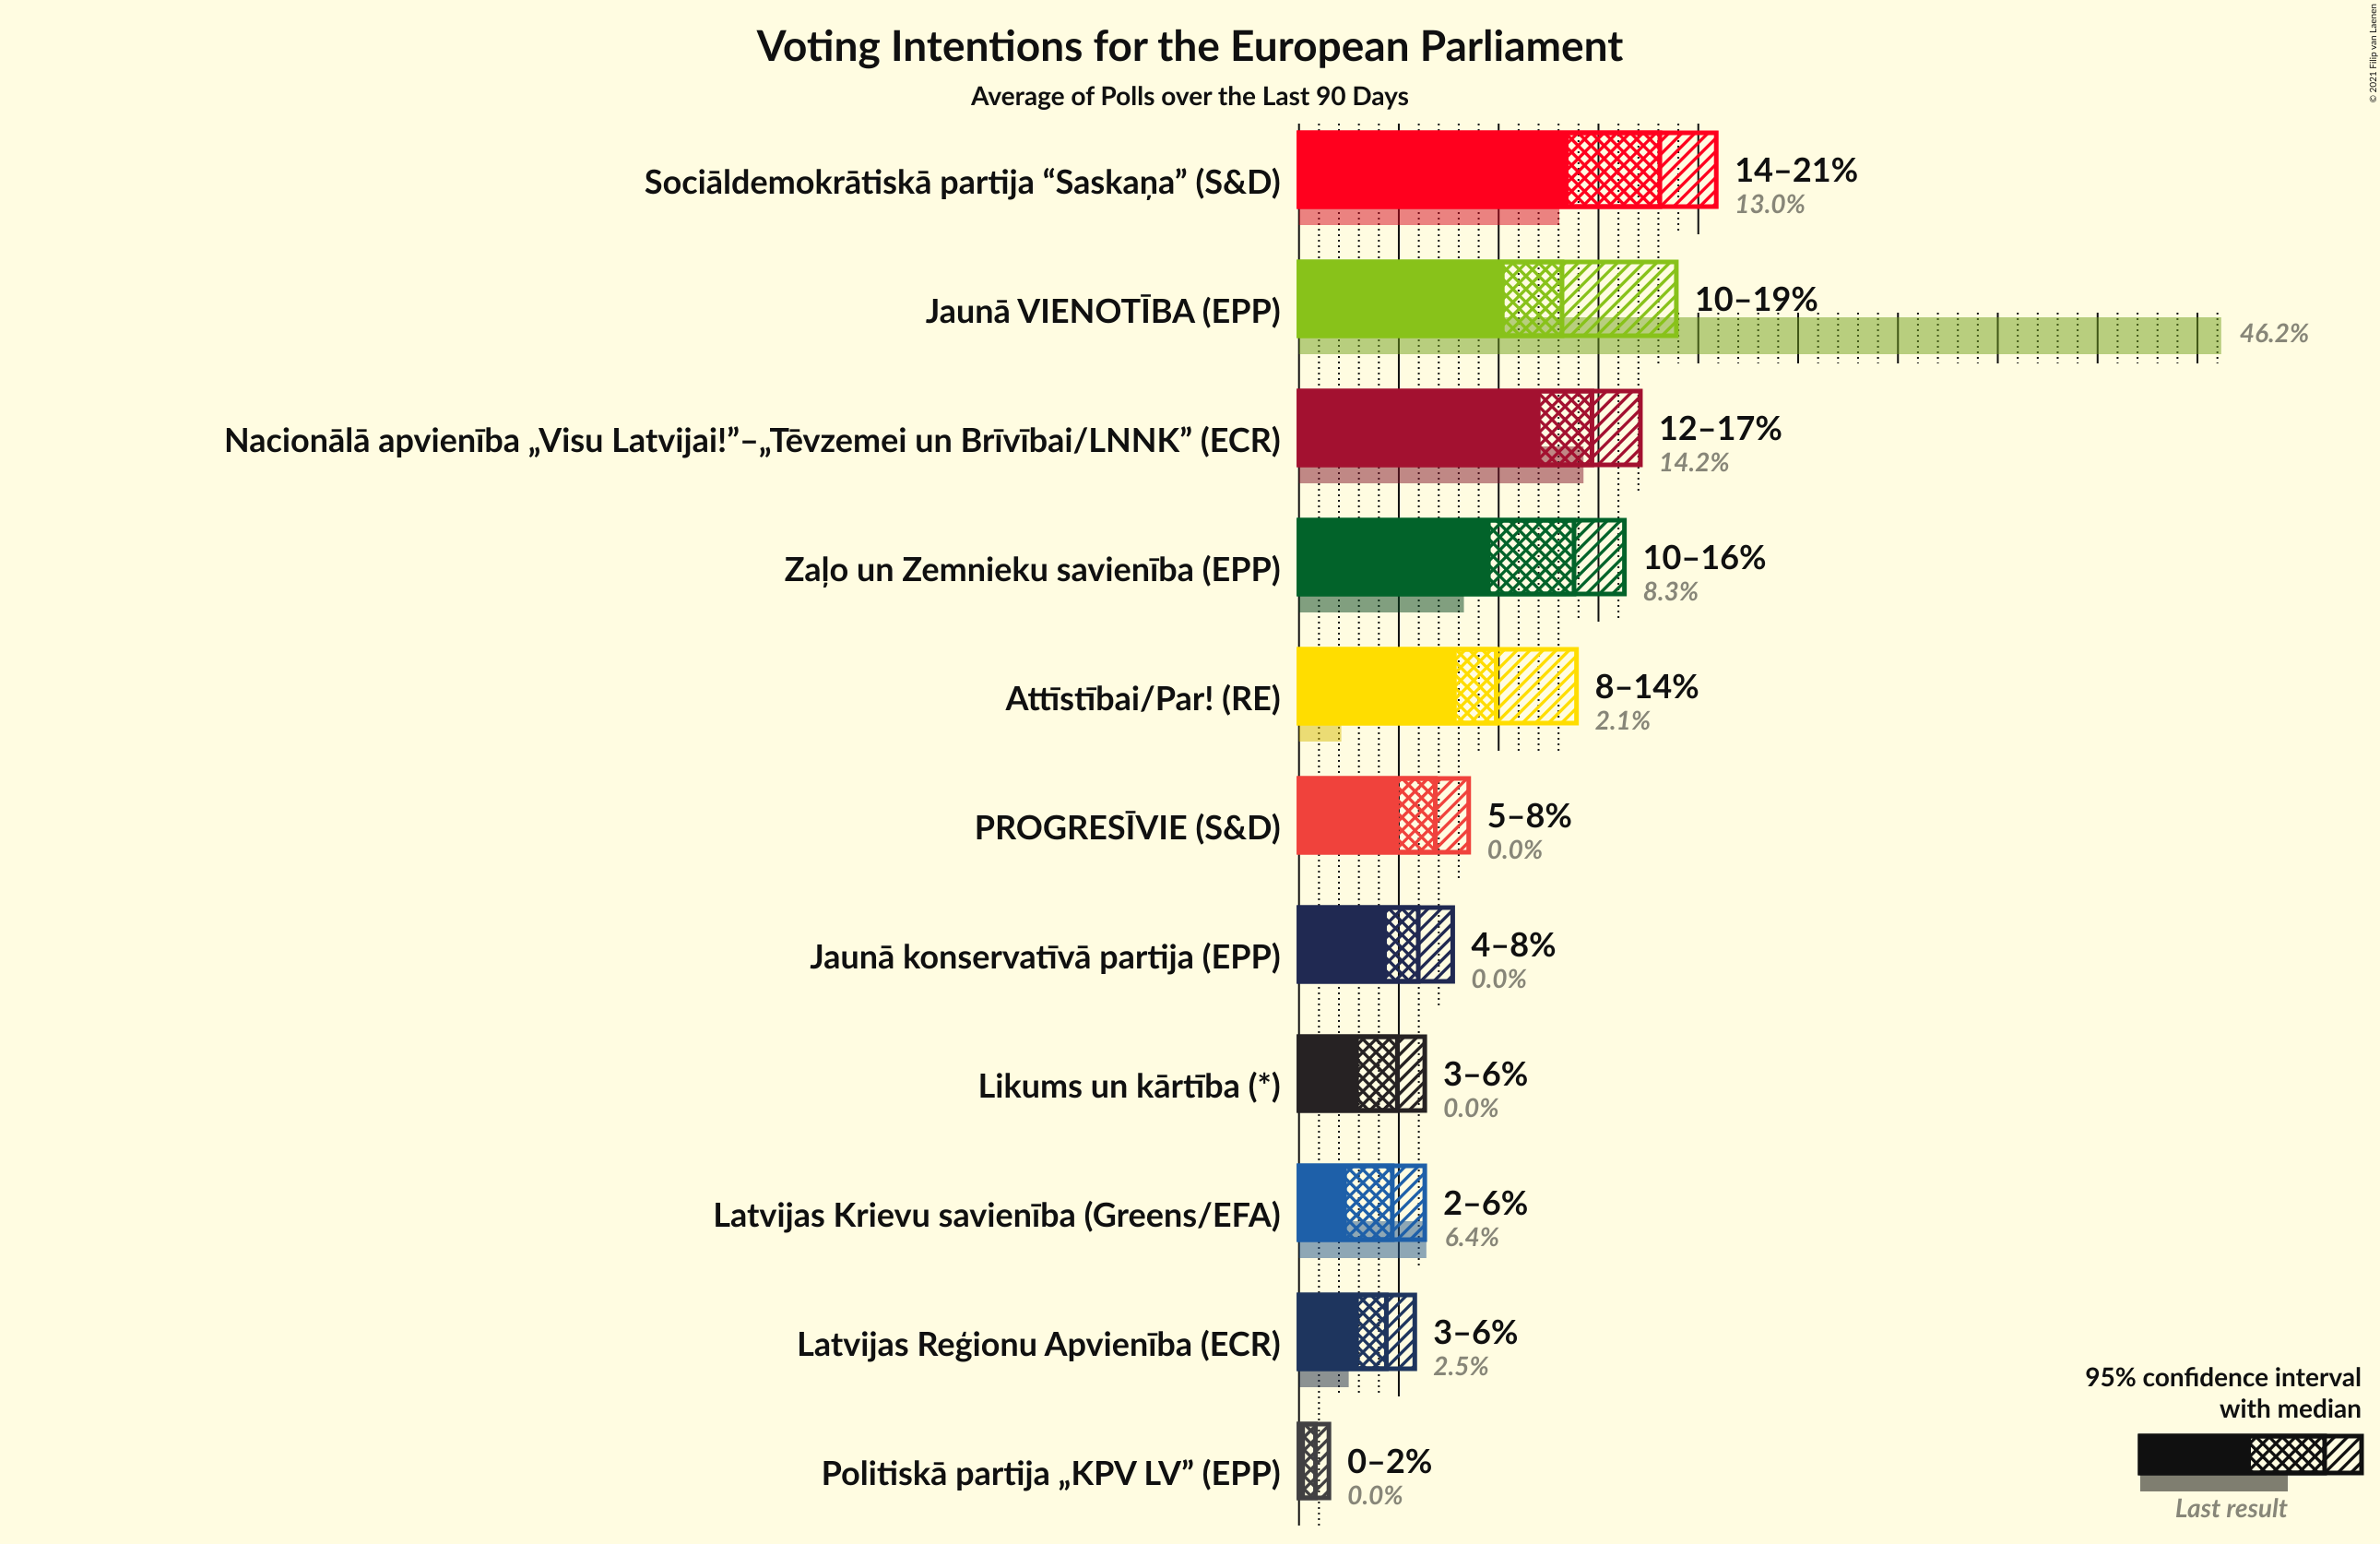 Voting Intentions for the European Parliament
Average of Polls over the Last 90 Days
© 2021 Filip van Laenen
Sociāldemokrātiskā partija “Saskaņa” (S&D)
14–21%
13.0%
Jaunā VIENOTĪBA (EPP)
10–19%
46.2%
Nacionālā apvienība „Visu Latvijai!”–„Tēvzemei un Brīvībai/LNNK” (ECR)
12–17%
14.2%
Zaļo un Zemnieku savienība (EPP)
10–16%
8.3%
Attīstībai/Par! (RE)
8–14%
2.1%
PROGRESĪVIE (S&D)
5–8%
0.0%
Jaunā konservatīvā partija (EPP)
4–8%
0.0%
Likums un kārtība (*)
3–6%
0.0%
Latvijas Krievu savienība (Greens/EFA)
2–6%
6.4%
Latvijas Reģionu Apvienība (ECR)
3–6%
2.5%
Politiskā partija „KPV LV” (EPP)
0–2%
0.0%
95% confidence interval
with median
Last result